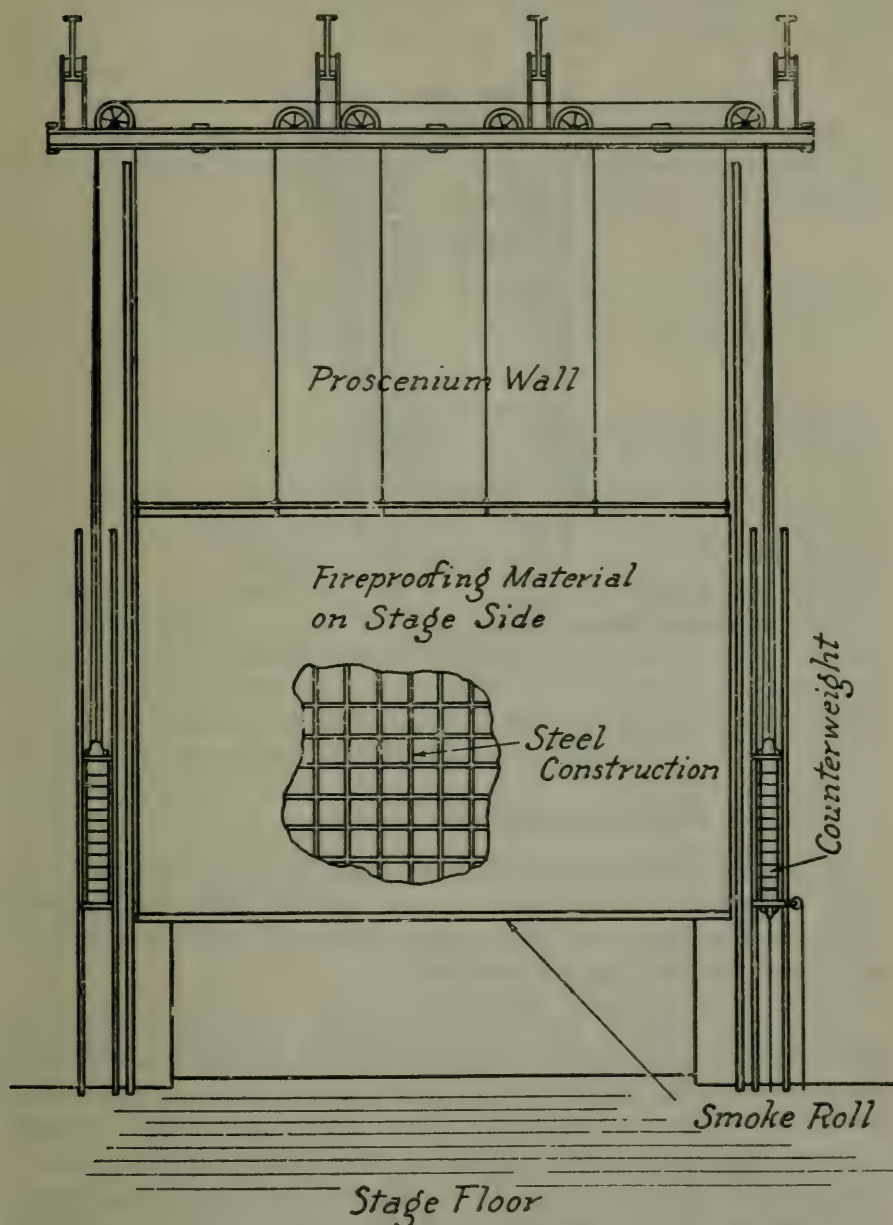 Proscenium Wall
Fireproofing Material
on Stage Side
Steel
Construction
Counterweight
Smoke Roll
Stage Floor